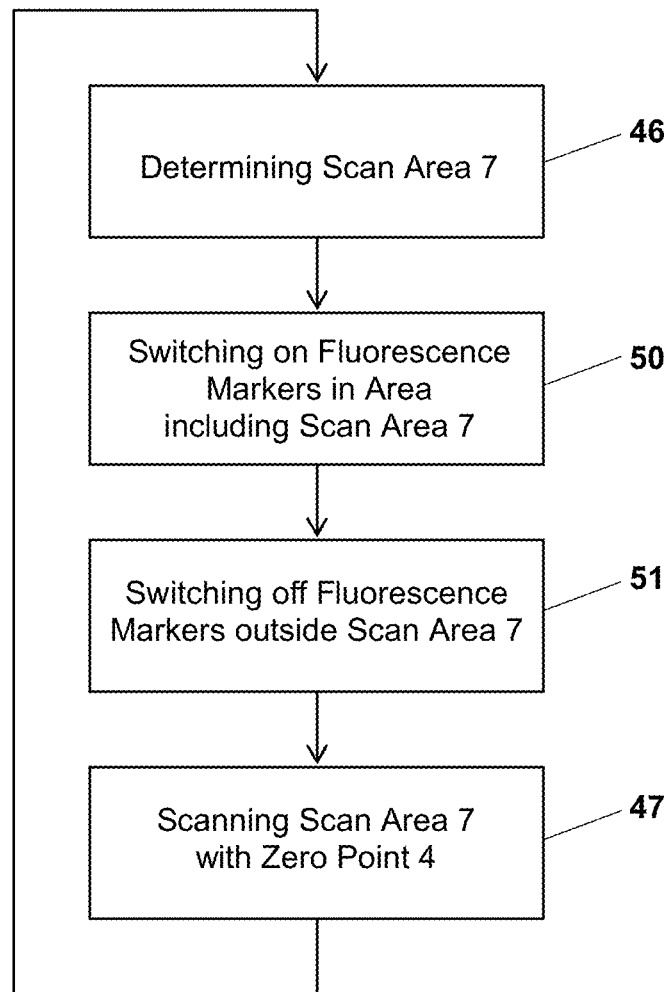 Determining Scan Area 7
46
Switching on Fluorescence
Markers in Area
including Scan Area 7
50
Switching off Fluorescence
Markers outside Scan Area 7
51
Scanning Scan Area 7
with Zero Point 4
47